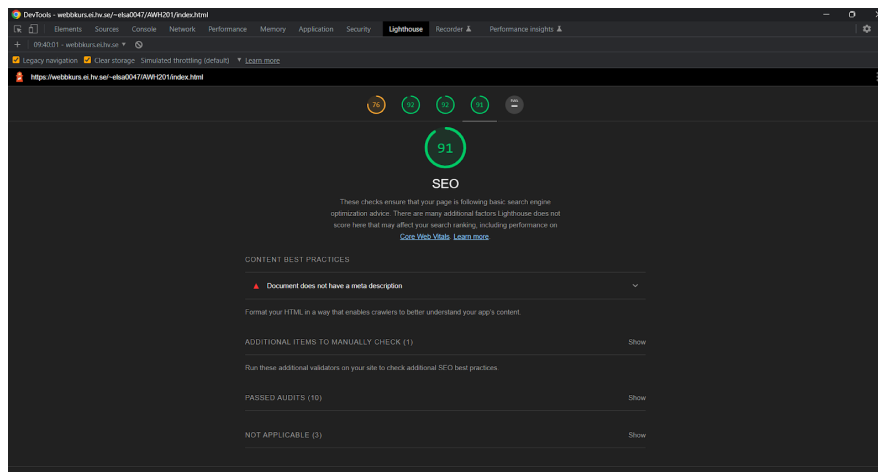 DevTools - webbkurs.ei.hv.se/~elsa0047/AWH201/index.html
Elements Sources Console Network Performance Memory Application Security Lighthouse Recorder Performance insights
+ 09:40:01 - webbkurs.ei.hv.se
Legacy navigation Clear storage Simulated throttling (default) Learn more
https://webbkurs.ei.hv.se/~elsa0047/AWH201/index.html
76 92 92 91 PWA
91
SEO
These checks ensure that your page is following basic search engine
optimization advice. There are many additional factors Lighthouse does not
score here that may affect your search ranking, including performance on
Core Web Vitals. Learn more.
CONTENT BEST PRACTICES
Document does not have a meta description
Format your HTML in a way that enables crawlers to better understand your app's content.
ADDITIONAL ITEMS TO MANUALLY CHECK (1) Show
Run these additional validators on your site to check additional SEO best practices.
PASSED AUDITS (10) Show
NOT APPLICABLE (3) Show